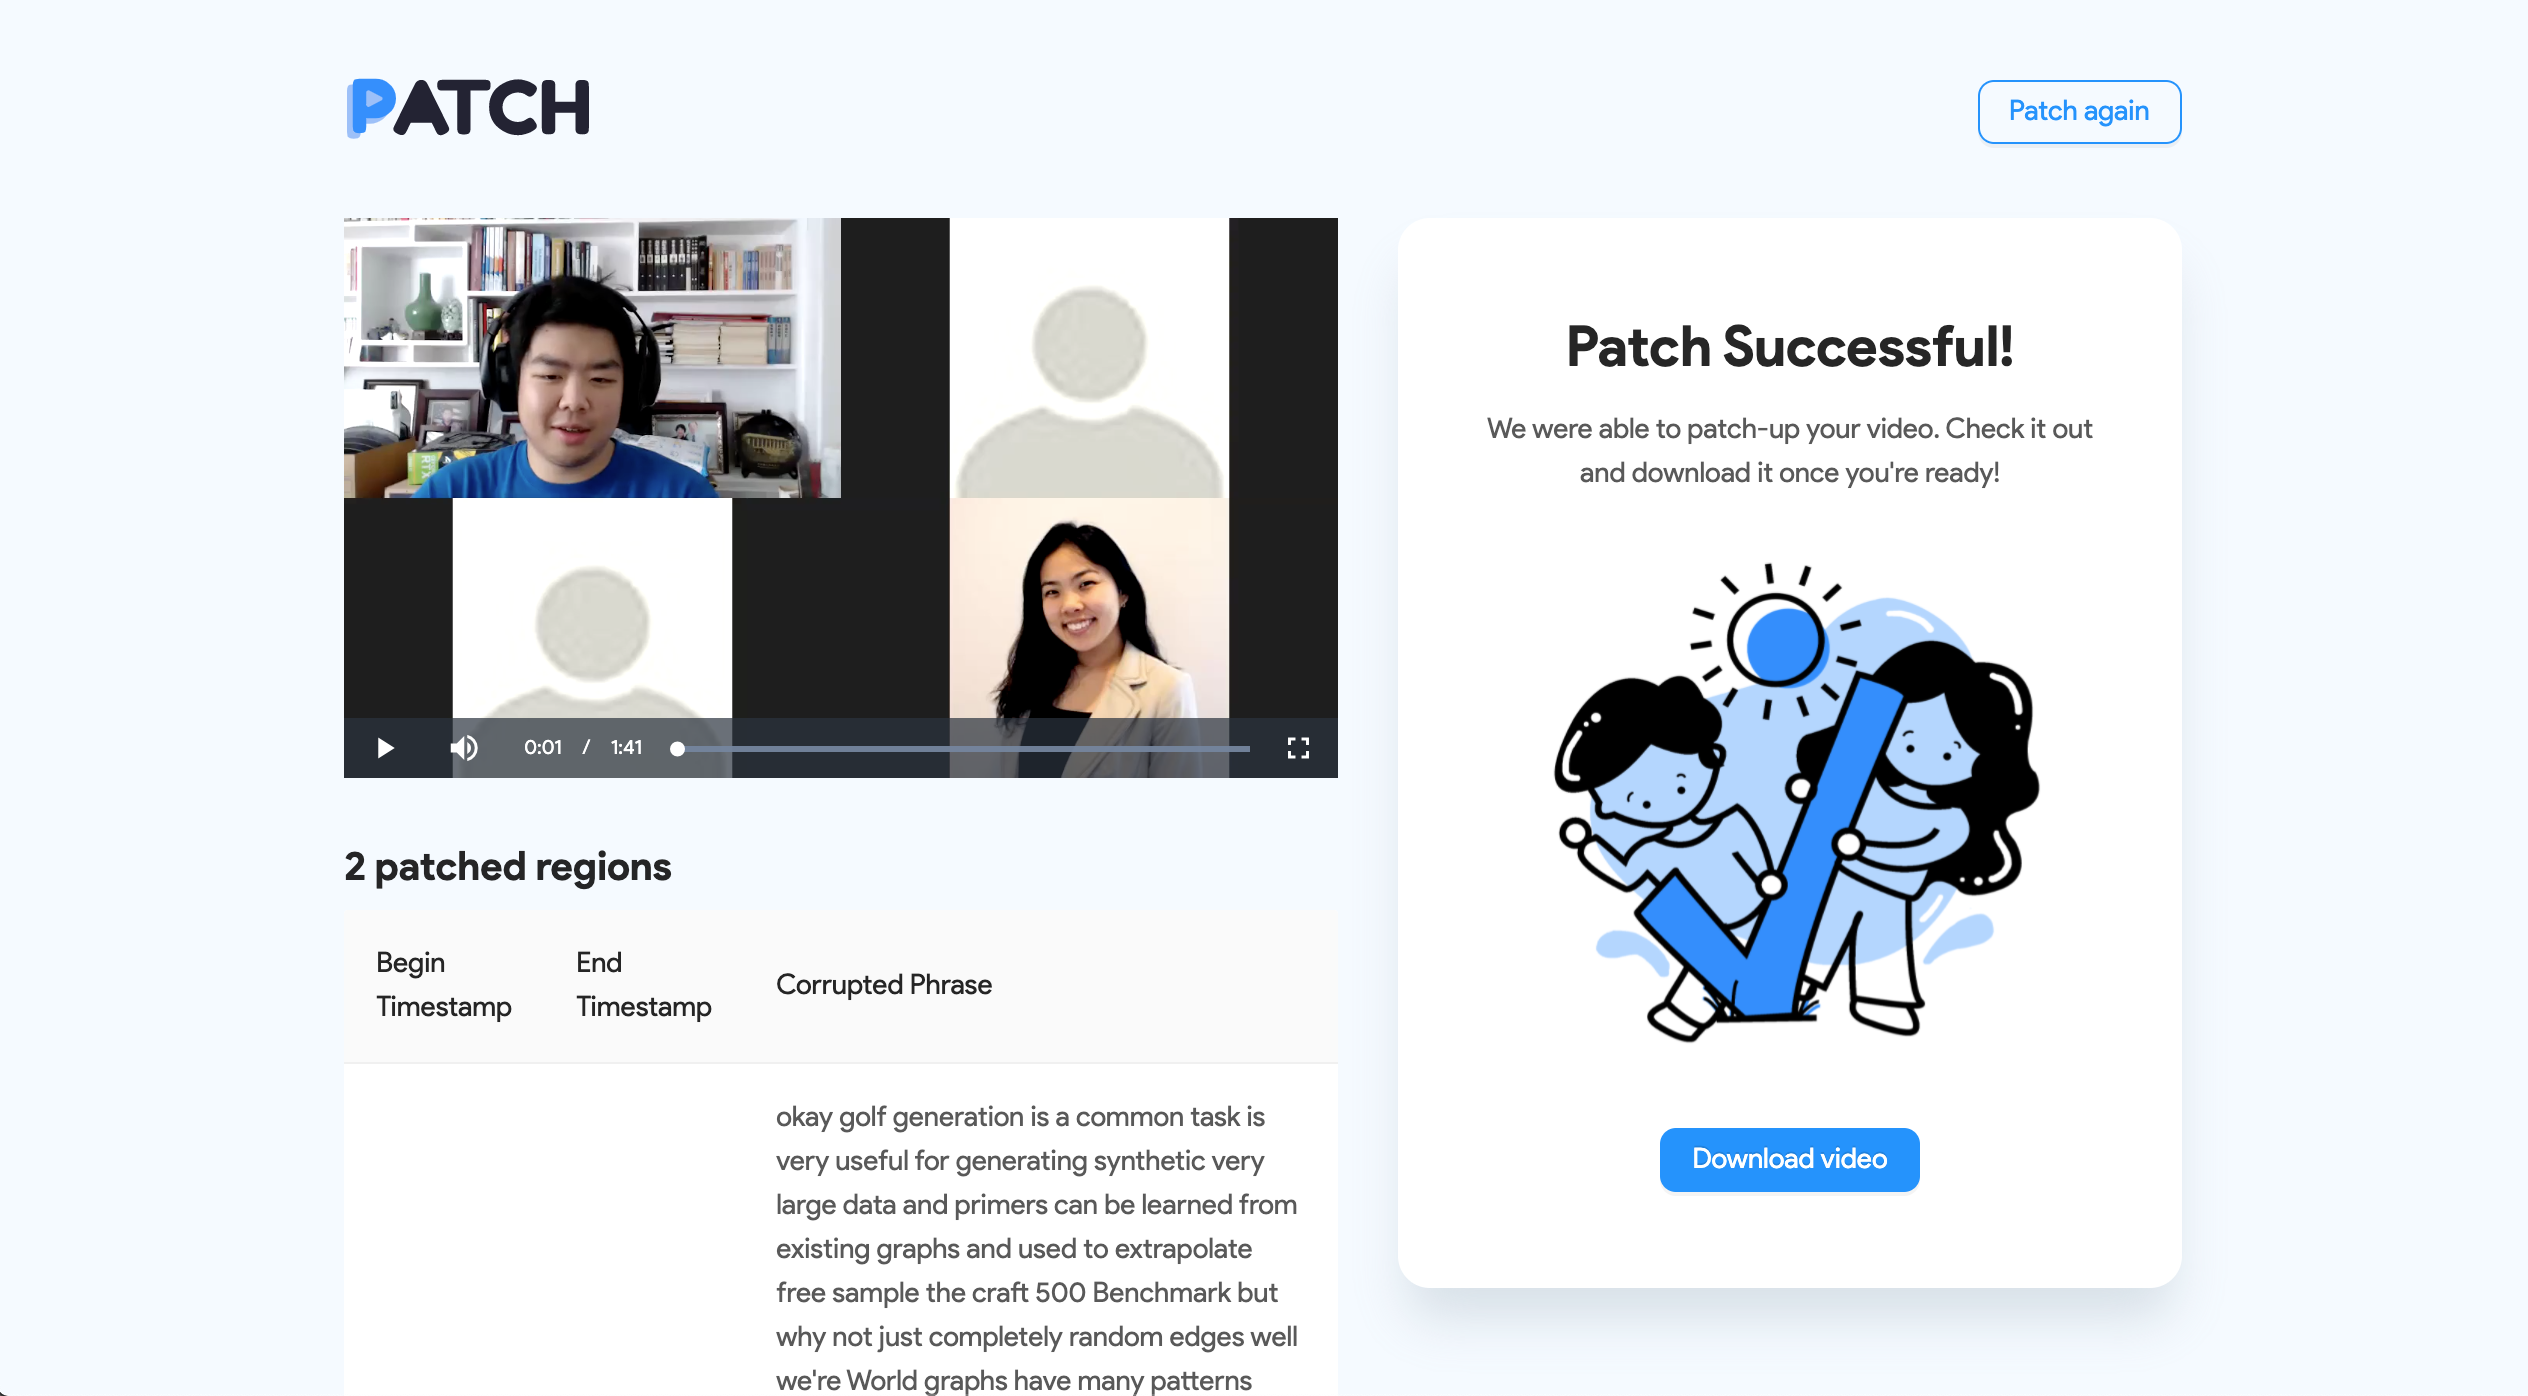 PATCH
Patch again
0:01 / 1:41
2 patched regions
Begin
Timestamp
End
Timestamp
Corrupted Phrase
okay golf generation is a common task is
very useful for generating synthetic very
large data and primers can be learned from
existing graphs and used to extrapolate
free sample the craft 500 Benchmark but
why not just completely random edges well
we're World graphs have many patterns
Patch Successful!
We were able to patch-up your video. Check it out
and download it once you're ready!
Download video